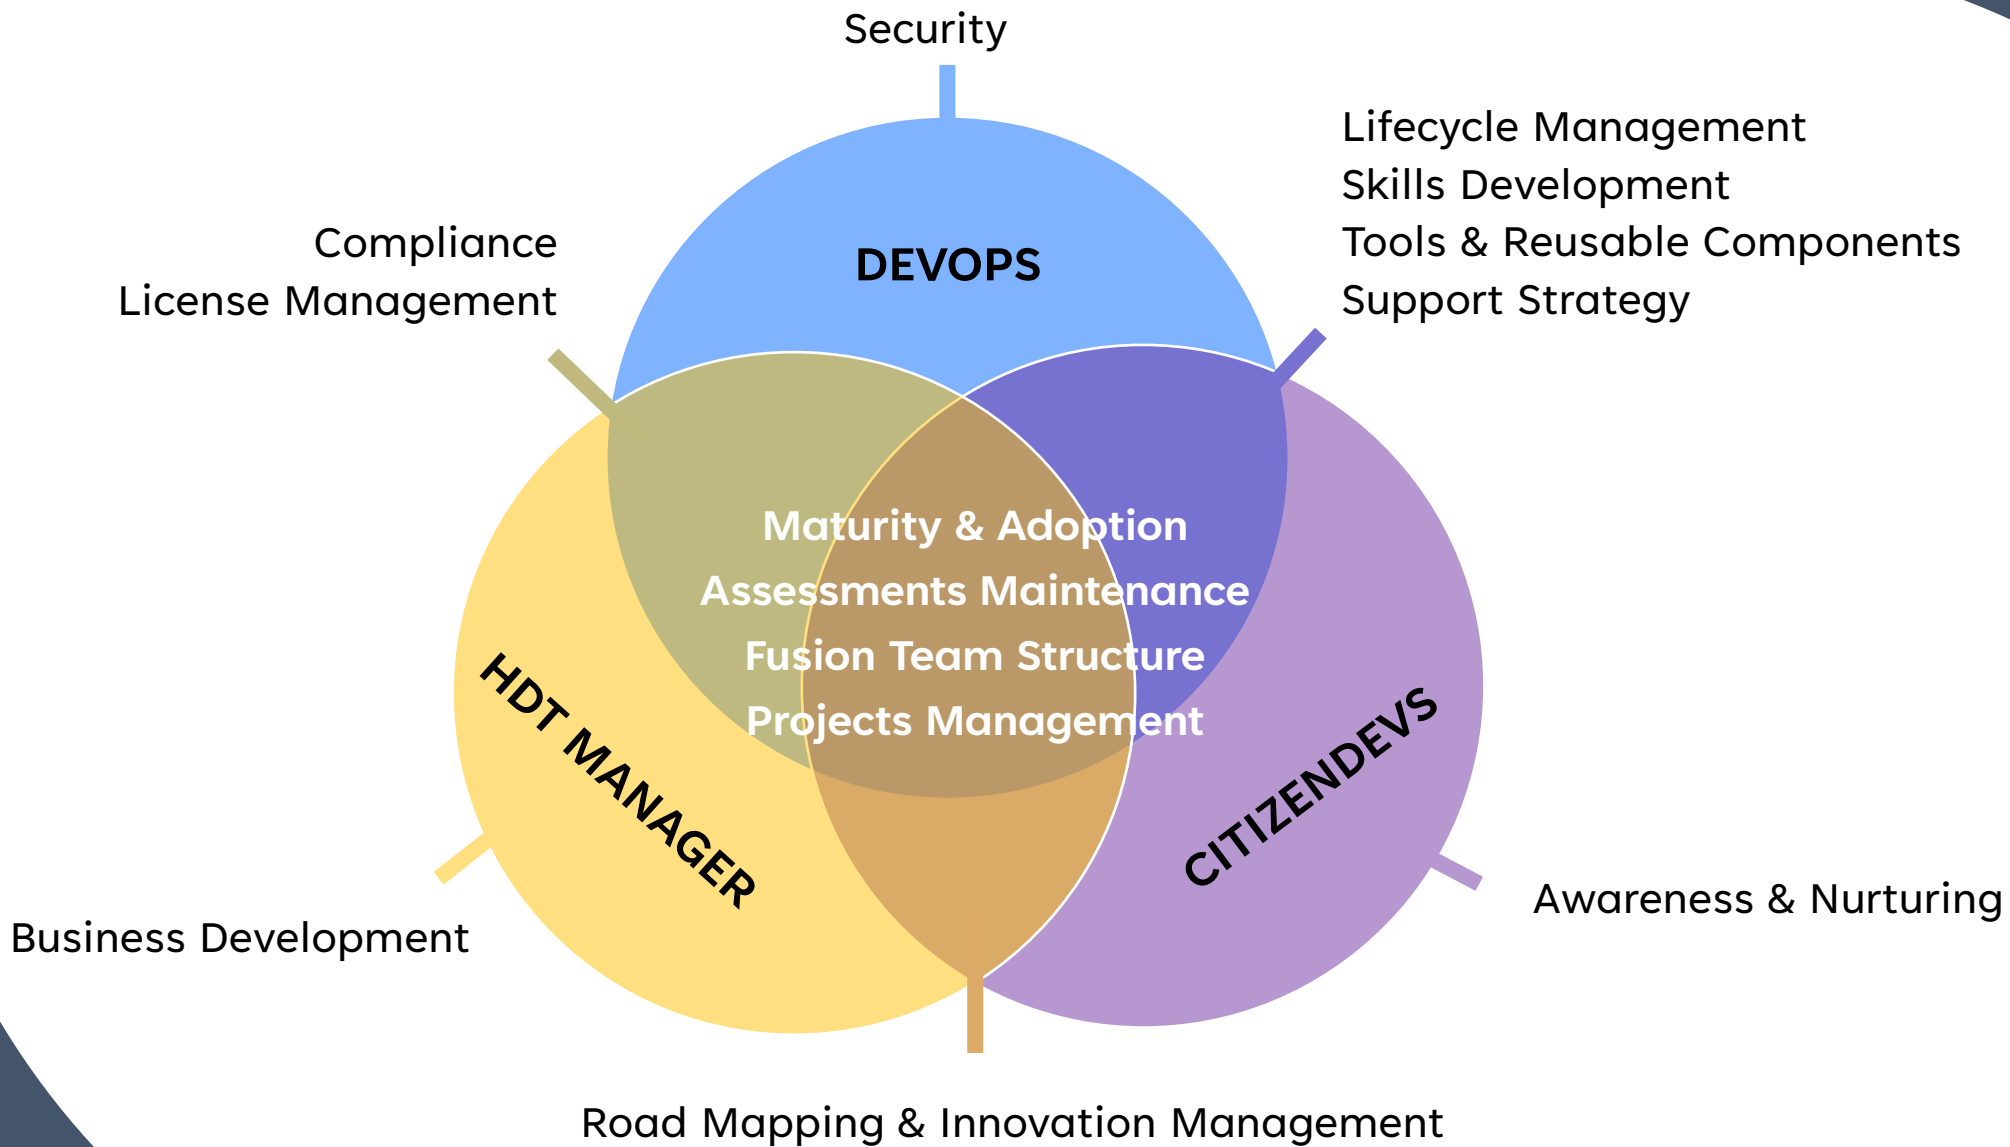 Security
Lifecycle Management
Skills Development
Tools & Reusable Components
Support Strategy
Compliance
License Management
DEVOPS
Maturity & Adoption
Assessments Maintenance
Fusion Team Structure
Projects Management
HDT MANAGER
CITIZENDEVS
Awareness & Nurturing
Business Development
Road Mapping & Innovation Management